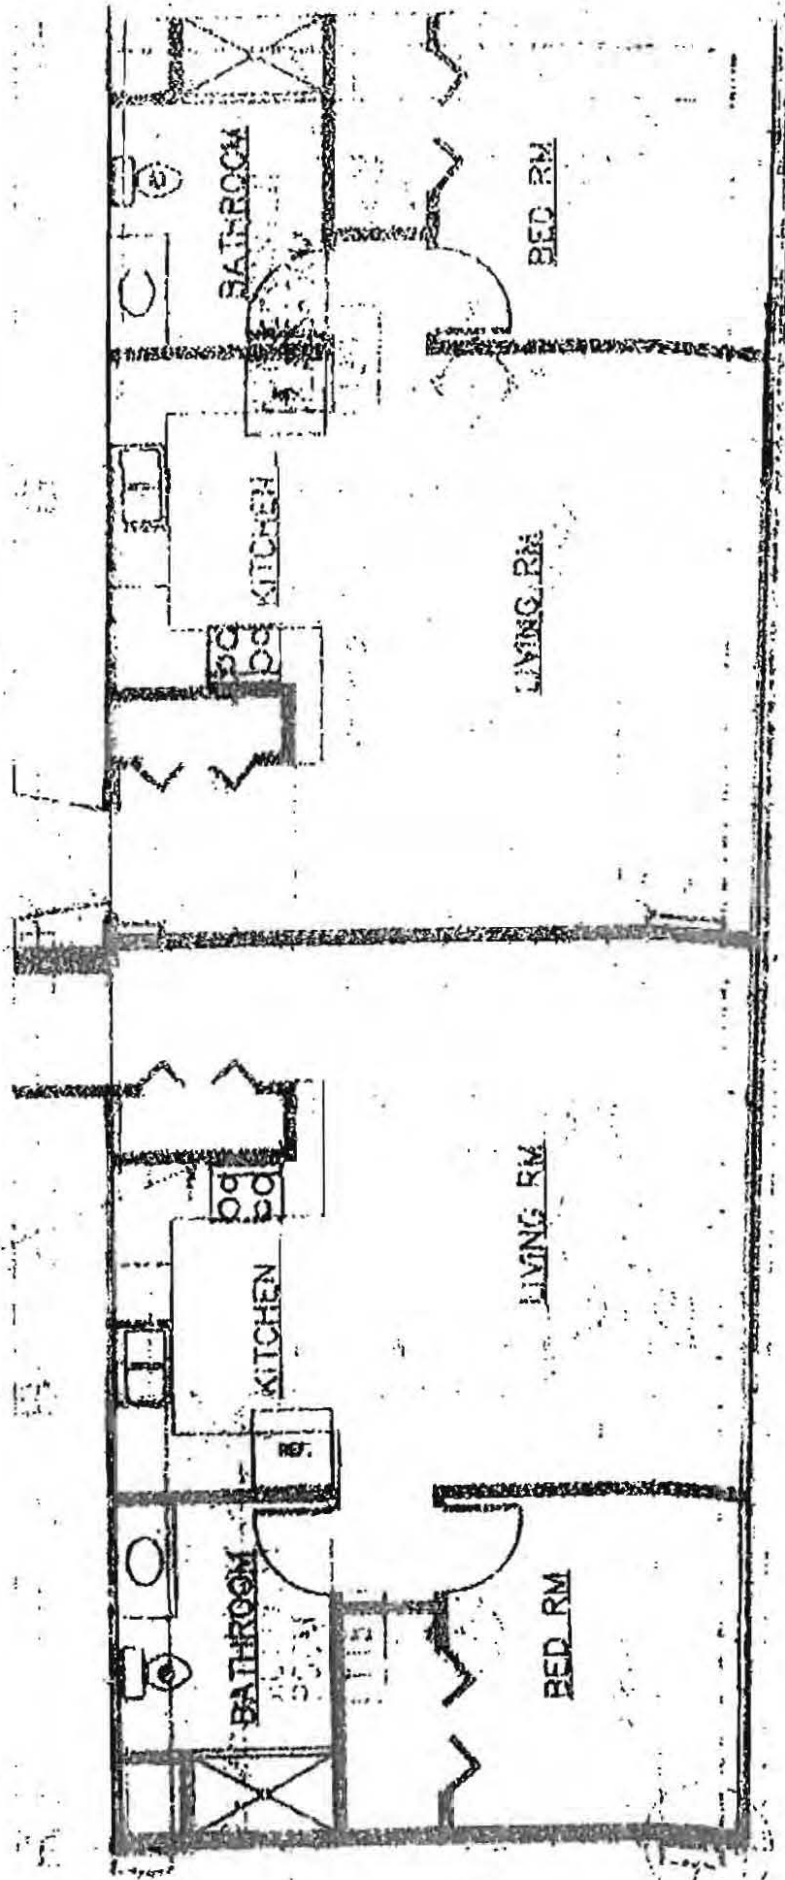 BATHROOM
BED RM
KITCHEN
LIVING RM
LIVING RM
KITCHEN
REF.
BATHROOM
BED RM